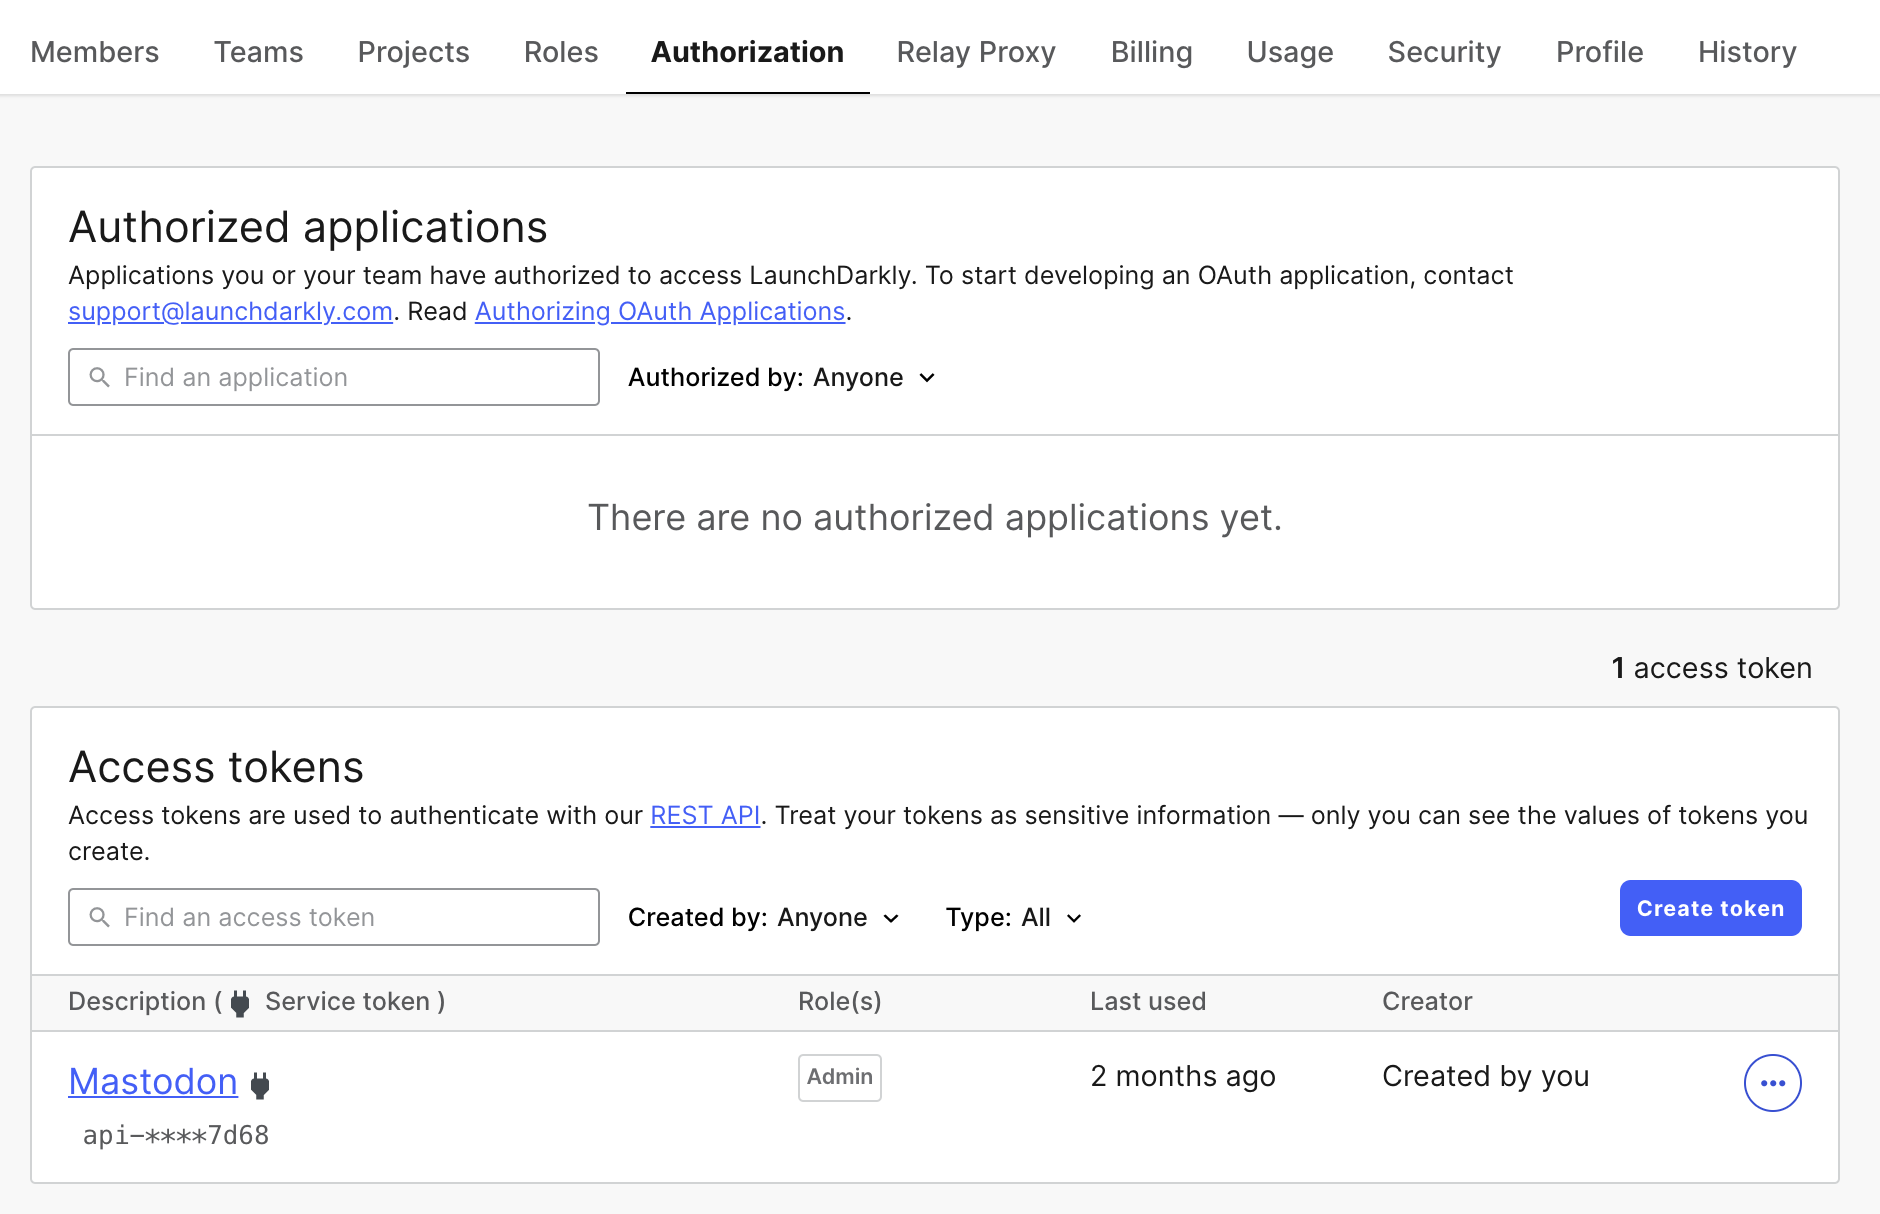 Members Teams Projects Roles Authorization Relay Proxy Billing Usage Security Profile History
Authorized applications
Applications you or your team have authorized to access LaunchDarkly. To start developing an OAuth application, contact
support@launchdarkly.com. Read Authorizing OAuth Applications.
Find an application Authorized by: Anyone
There are no authorized applications yet.
1 access token
Access tokens
Access tokens are used to authenticate with our REST API. Treat your tokens as sensitive information — only you can see the values of tokens you
create.
Find an access token Created by: Anyone Type: All Create token
Description ( Service token ) Role(s) Last used Creator
Mastodon Admin 2 months ago Created by you
api-****7d68